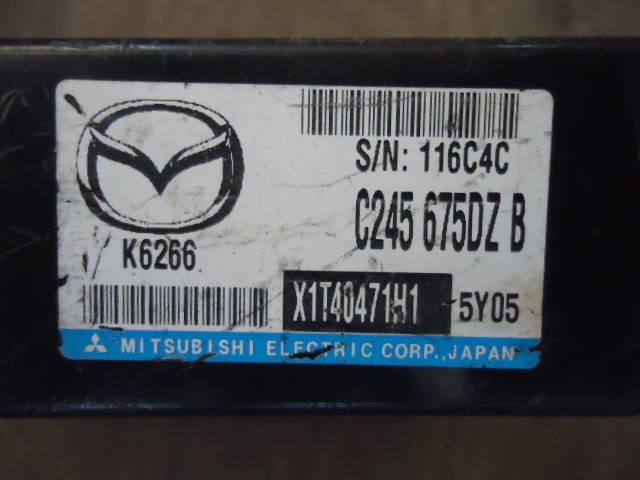 S/N: 116C4C
C245 675DZ B
K6266
X1T40471H1 5Y05
MITSUBISHI ELECTRIC CORP., JAPAN